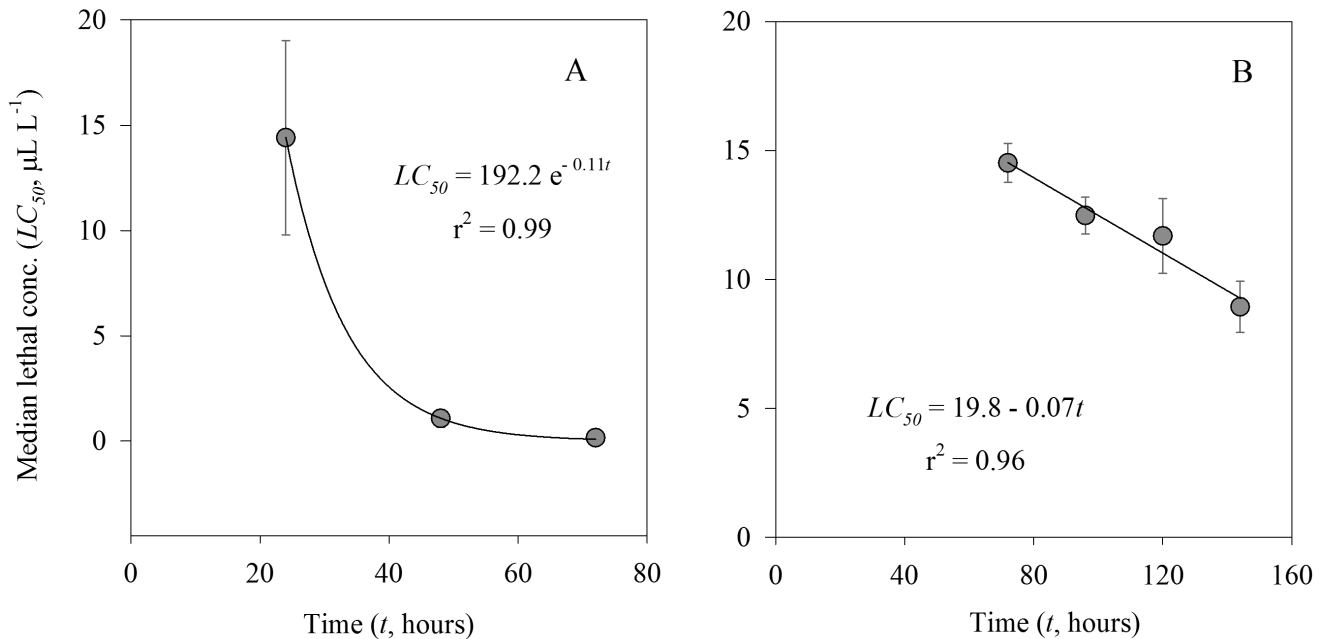 Median lethal conc. (LC50, µL L-1)
20
15
10
5
0
A
LC50 = 192.2 e- 0.11t
r2 = 0.99
0 20 40 60 80
Time (t, hours)
20
15
10
5
0
B
LC50 = 19.8 - 0.07t
r2 = 0.96
0 40 80 120 160
Time (t, hours)